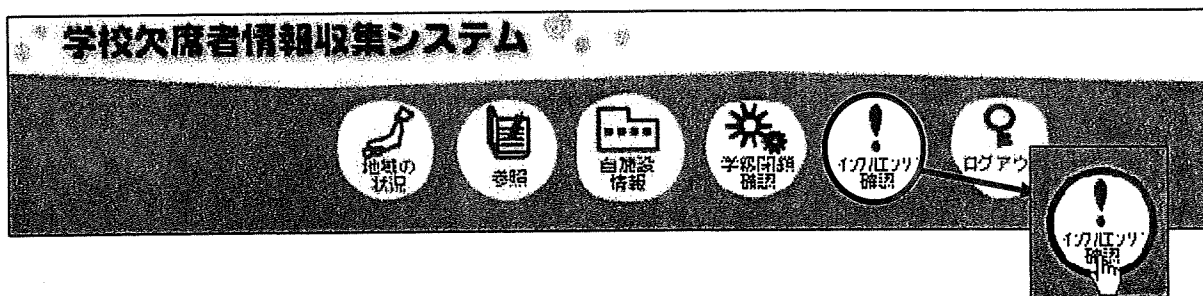 学校欠席者情報収集システム
地域の
状況
参照
自施設
情報
学級閉鎖
確認
インフルエンザ
確認
ログアウ
インフルエンザ
確認